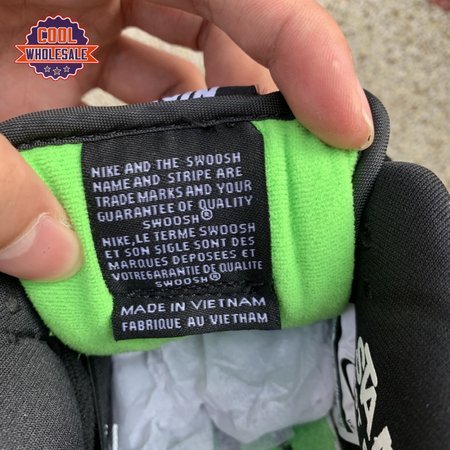 COOL
WHOLESALE
NIKE AND THE SWOOSH
NAME AND STRIPE ARE
TRADE MARKS AND YOUR
GUARANTEE OF QUALITY
SWOOSH®
NIKE, LE TERME SWOOSH
ET SON SIGLE SONT DES
MARQUES DEPOSEES ET
VOTREGARANTIE DE QUALITE
SWOOSH®
MADE IN VIETNAM
FABRIQUE AU VIETHAM